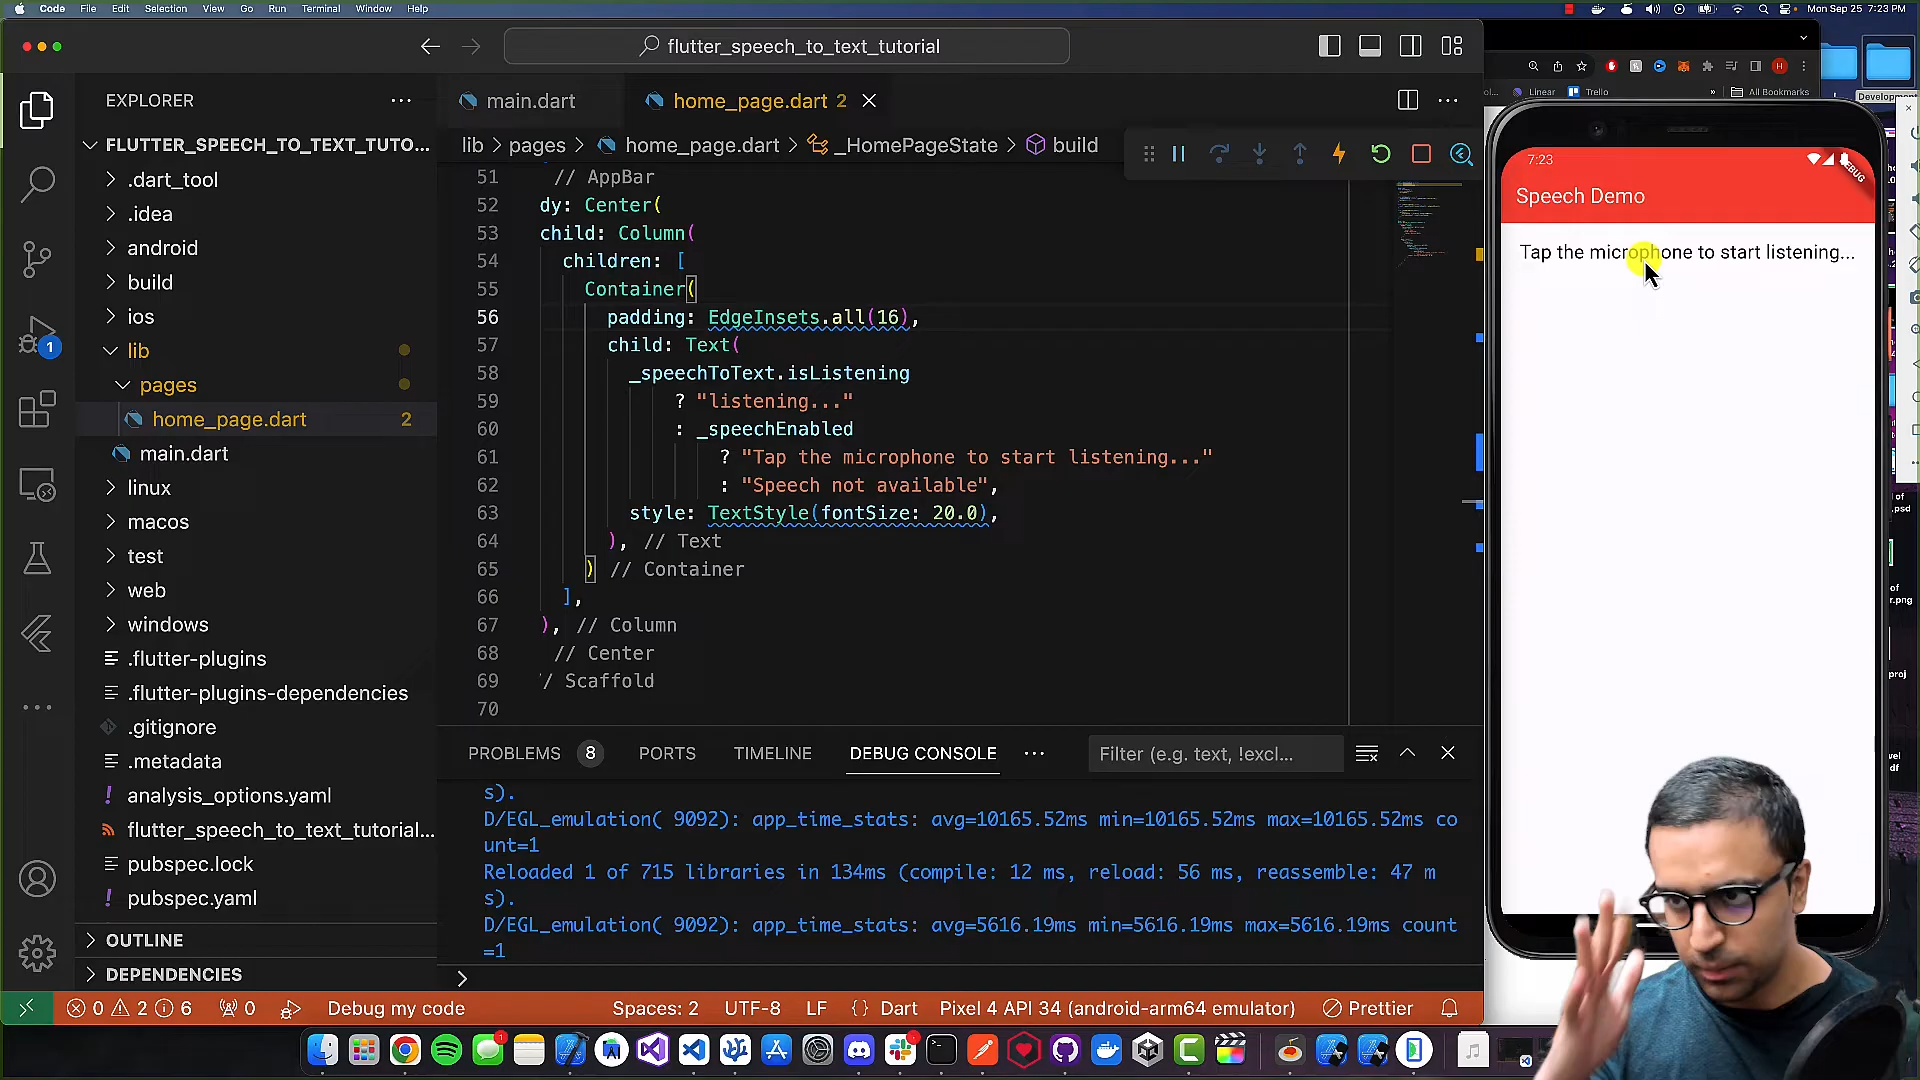 Code File Edit Selection View Go Run Terminal Window Help
Mon Sep 25 7:23 PM
flutter_speech_to_text_tutorial
EXPLORER
FLUTTER_SPEECH_TO_TEXT_TUTO...
.dart_tool
.idea
android
build
ios
lib
pages
home_page.dart 2
main.dart
linux
macos
test
web
windows
.flutter-plugins
.flutter-plugins-dependencies
.gitignore
.metadata
analysis_options.yaml
flutter_speech_to_text_tutorial...
pubspec.lock
pubspec.yaml
OUTLINE
DEPENDENCIES
1
main.dart
home_page.dart 2
lib > pages > home_page.dart > _HomePageState > build
51 // AppBar
52 dy: Center(
53 child: Column(
54 children: [
55 Container(
56 padding: EdgeInsets.all(16),
57 child: Text(
58 _speechToText.isListening
59 ? "listening..."
60 : _speechEnabled
61 ? "Tap the microphone to start listening..."
62 : "Speech not available",
63 style: TextStyle(fontSize: 20.0),
64 ), // Text
65 ) // Container
66 ],
67 ), // Column
68 // Center
69 / Scaffold
70
PROBLEMS 8 PORTS TIMELINE DEBUG CONSOLE ... Filter (e.g. text, !excl...
s).
D/EGL_emulation( 9092): app_time_stats: avg=10165.52ms min=10165.52ms max=10165.52ms co
unt=1
Reloaded 1 of 715 libraries in 134ms (compile: 12 ms, reload: 56 ms, reassemble: 47 m
s).
D/EGL_emulation( 9092): app_time_stats: avg=5616.19ms min=5616.19ms max=5616.19ms count
=1
>
0 2 6 0 Debug my code Spaces: 2 UTF-8 LF {} Dart Pixel 4 API 34 (android-arm64 emulator) Prettier
Linear Trello » All Bookmarks
Development
7:23
DEBUG
Speech Demo
Tap the microphone to start listening...